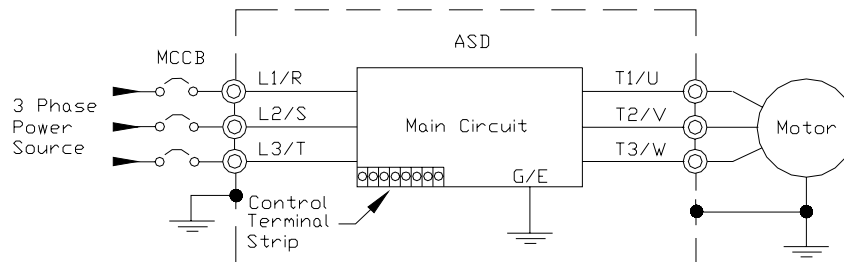 ASD
MCCB
L1/R
T1/U
3 Phase
Power
Source
L2/S
Main Circuit
T2/V
Motor
L3/T
T3/W
G/E
Control
Terminal
Strip